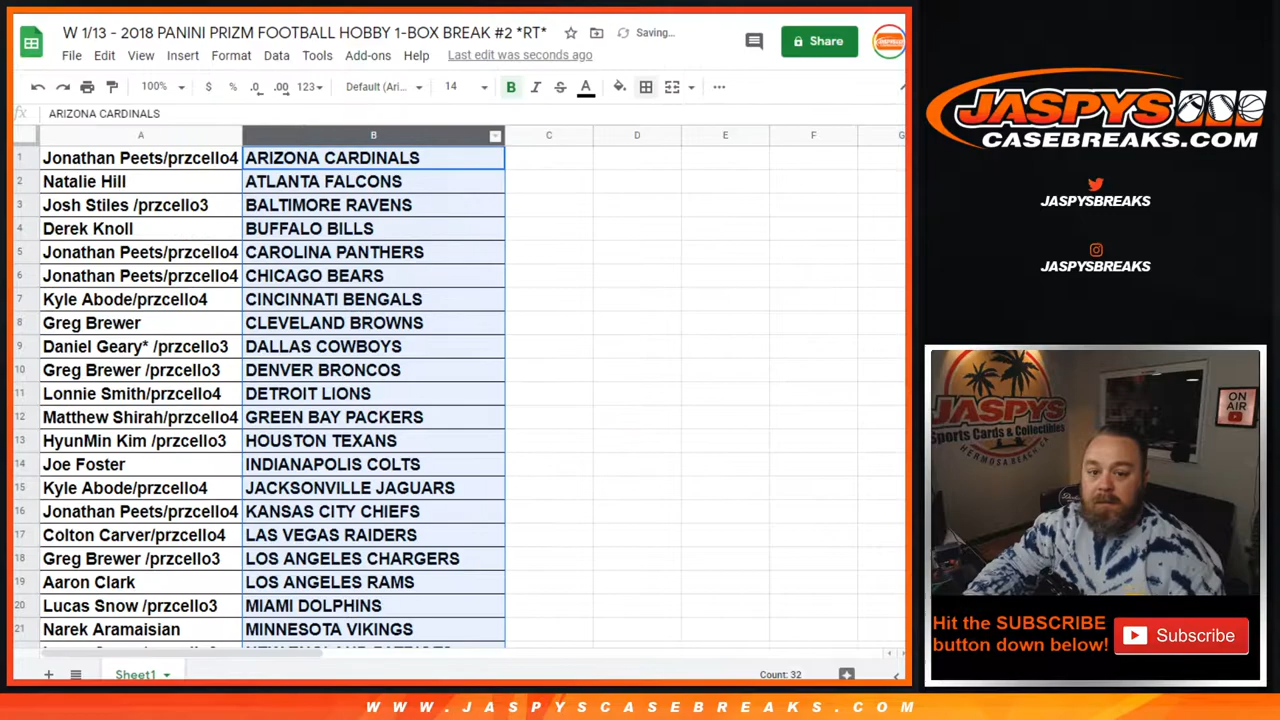 W 1/13 - 2018 PANINI PRIZM FOOTBALL HOBBY 1-BOX BREAK #2 *RT*
Saving...
Share
File Edit View Insert Format Data Tools Add-ons Help Last edit was seconds ago
100% $ % .0 .00 123 Default (Ari... 14 B I S A
fx ARIZONA CARDINALS
A B C D E F G
1 Jonathan Peets/przcello4 ARIZONA CARDINALS
2 Natalie Hill ATLANTA FALCONS
3 Josh Stiles /przcello3 BALTIMORE RAVENS
4 Derek Knoll BUFFALO BILLS
5 Jonathan Peets/przcello4 CAROLINA PANTHERS
6 Jonathan Peets/przcello4 CHICAGO BEARS
7 Kyle Abode/przcello4 CINCINNATI BENGALS
8 Greg Brewer CLEVELAND BROWNS
9 Daniel Geary* /przcello3 DALLAS COWBOYS
10 Greg Brewer /przcello3 DENVER BRONCOS
11 Lonnie Smith/przcello4 DETROIT LIONS
12 Matthew Shirah/przcello4 GREEN BAY PACKERS
13 HyunMin Kim /przcello3 HOUSTON TEXANS
14 Joe Foster INDIANAPOLIS COLTS
15 Kyle Abode/przcello4 JACKSONVILLE JAGUARS
16 Jonathan Peets/przcello4 KANSAS CITY CHIEFS
17 Colton Carver/przcello4 LAS VEGAS RAIDERS
18 Greg Brewer /przcello3 LOS ANGELES CHARGERS
19 Aaron Clark LOS ANGELES RAMS
20 Lucas Snow /przcello3 MIAMI DOLPHINS
21 Narek Aramaisian MINNESOTA VIKINGS
Sheet1
Count: 32
JASPYS
CASEBREAKS.COM
JASPYSBREAKS
JASPYSBREAKS
JASPYS
Sports Cards & Collectibles
HERMOSA BEACH CA
ON AIR
Hit the SUBSCRIBE
button down below!
Subscribe
WWW.JASPYSCASEBREAKS.COM